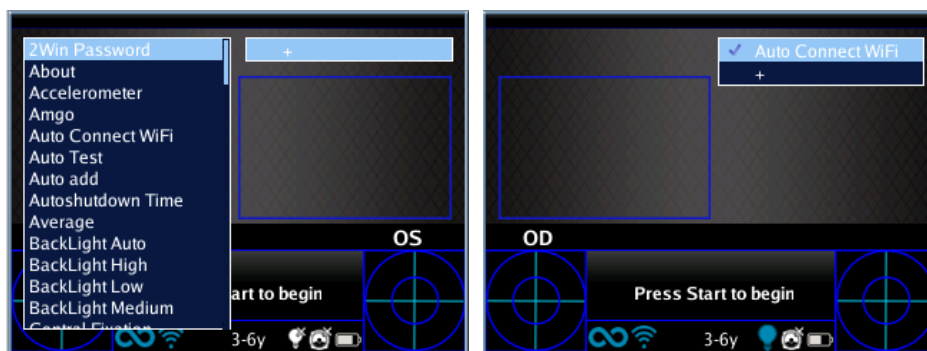 2Win Password
About
Accelerometer
Amgo
Auto Connect WiFi
Auto Test
Auto add
Autoshutdown Time
Average
BackLight Auto
BackLight High
BackLight Low
BackLight Medium
Central Fixation
+
OS
art to begin
3-6y
✓ Auto Connect WiFi
+
OD
Press Start to begin
3-6y